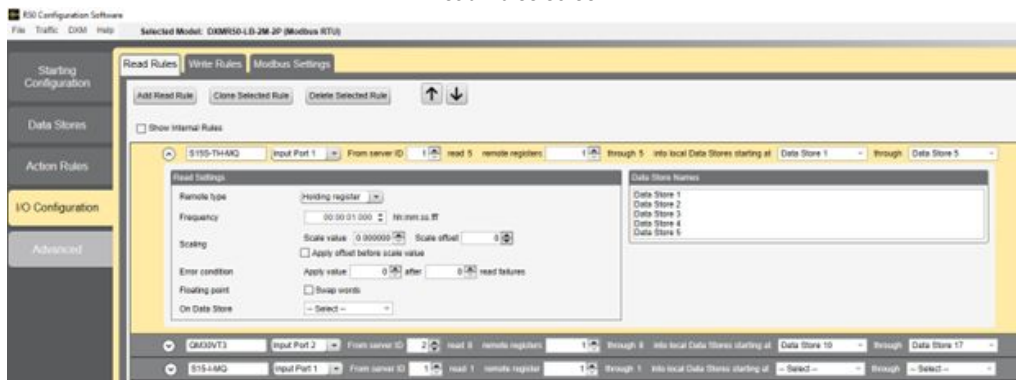 R50 Configuration Software
File Traffic DXM Help Selected Model: DXMR50-LB-2M-2P (Modbus RTU)
Starting Configuration
Data Stores
Action Rules
I/O Configuration
Advanced
Read Rules Write Rules Modbus Settings
Add Read Rule Clone Selected Rule Delete Selected Rule ↑ ↓
Show Internal Rules
S15S-TH-MQ Input Port 1 From server ID 1 read 5 remote registers 1 through 5 into local Data Stores starting at Data Store 1 through Data Store 5
Read Settings
Remote type Holding register
Frequency 00:00:01.000 hh:mm:ss.fff
Scaling Scale value 0.000000 Scale offset 0
Apply offset before scale value
Error condition Apply value 0 after 0 read failures
Floating point Swap words
On Data Store -- Select --
Data Store Names
Data Store 1
Data Store 2
Data Store 3
Data Store 4
Data Store 5
QM30VT3 Input Port 2 From server ID 2 read 8 remote registers 1 through 8 into local Data Stores starting at Data Store 10 through Data Store 17
S15-I-MQ Input Port 1 From server ID 1 read 1 remote register 1 through 1 into local Data Stores starting at -- Select -- through -- Select --